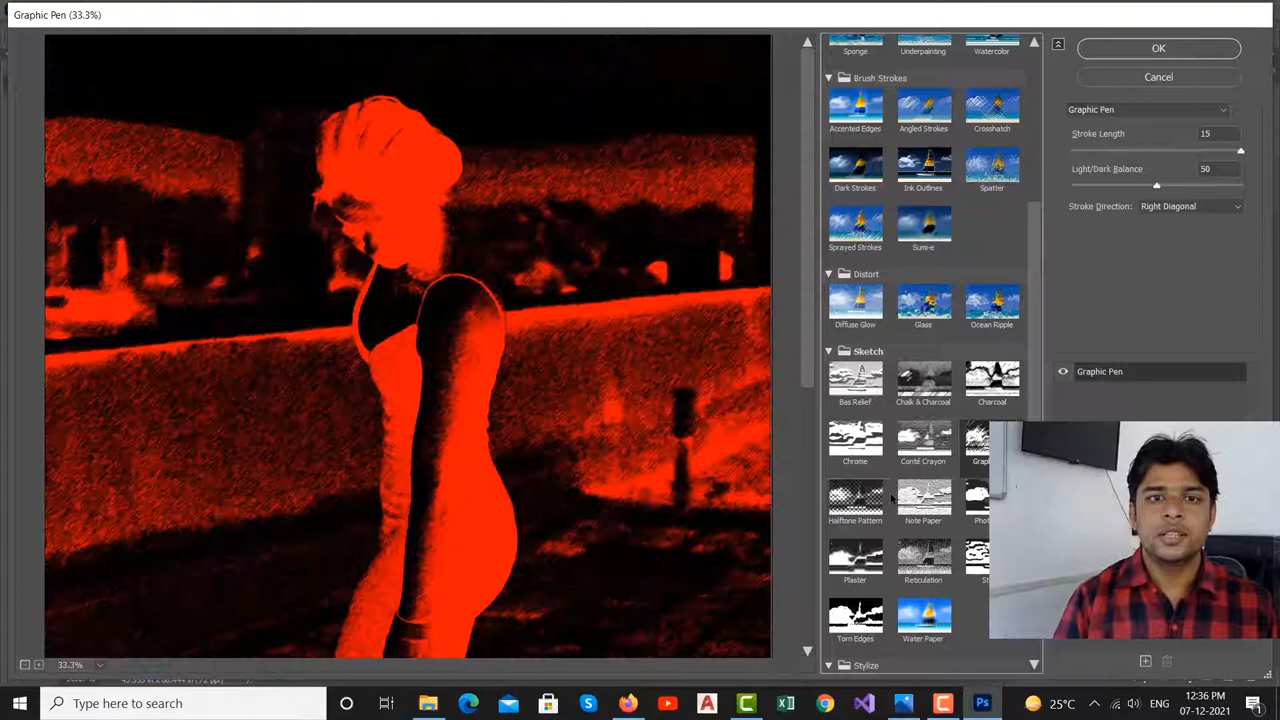 Graphic Pen (33.3%)
Sponge Underpainting Watercolor
Brush Strokes
Accented Edges Angled Strokes Crosshatch
Dark Strokes Ink Outlines Spatter
Sprayed Strokes Sumi-e
Distort
Diffuse Glow Glass Ocean Ripple
Sketch
Bas Relief Chalk & Charcoal Charcoal
Chrome Conté Crayon Grap
Halftone Pattern Note Paper Phot
Plaster Reticulation St
Torn Edges Water Paper
Stylize
OK
Cancel
Graphic Pen
Stroke Length 15
Light/Dark Balance 50
Stroke Direction: Right Diagonal
Graphic Pen
33.3%
Type here to search
25°C
12:36 PM
07-12-2021